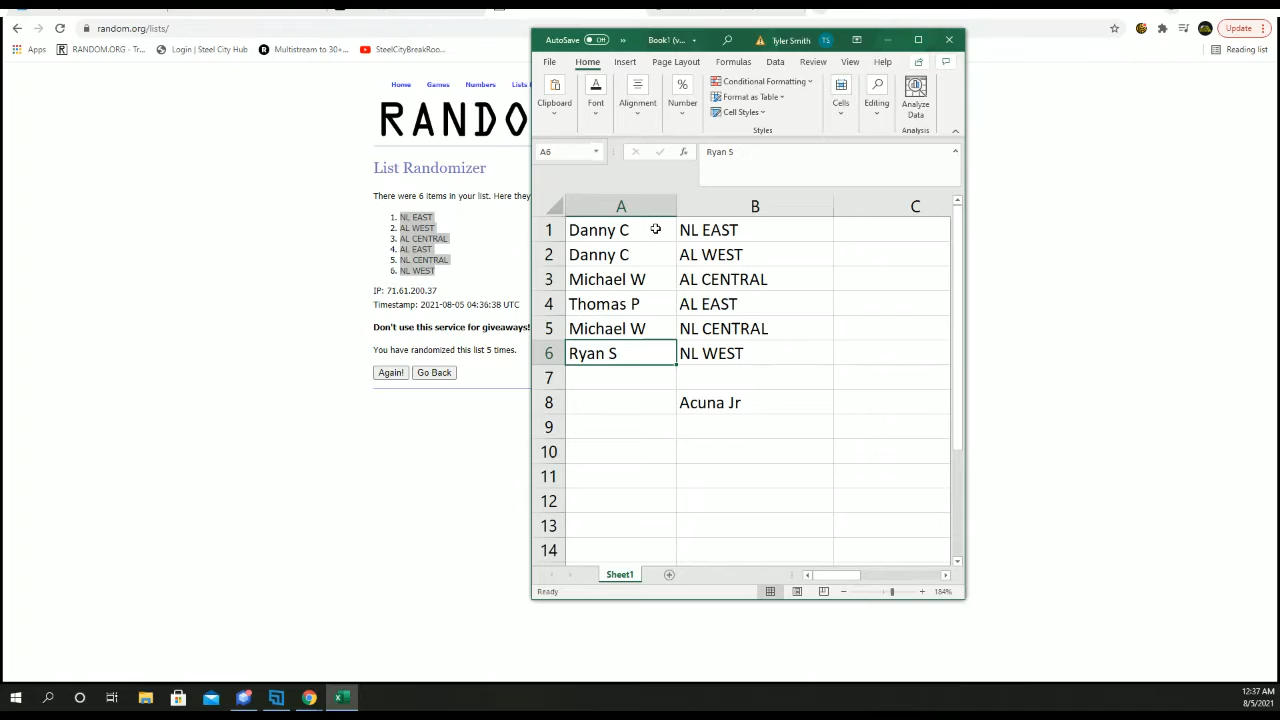 random.org/lists/
Update
Apps
RANDOM.ORG - Tr...
Login | Steel City Hub
Multistream to 30+...
SteelCityBreakRoo...
Reading list
Home
Games
Numbers
Lists
RANDO
List Randomizer
There were 6 items in your list. Here they
1. NL EAST
2. AL WEST
3. AL CENTRAL
4. AL EAST
5. NL CENTRAL
6. NL WEST
IP: 71.61.200.37
Timestamp: 2021-08-05 04:36:38 UTC
Don't use this service for giveaways!
You have randomized this list 5 times.
Again!
Go Back
AutoSave
Off
Book1 (v...
Tyler Smith
TS
File
Home
Insert
Page Layout
Formulas
Data
Review
View
Help
Clipboard
Font
Alignment
Number
Conditional Formatting
Format as Table
Cell Styles
Styles
Cells
Editing
Analyze
Data
Analysis
A6
fx
Ryan S
A B C
1 Danny C NL EAST
2 Danny C AL WEST
3 Michael W AL CENTRAL
4 Thomas P AL EAST
5 Michael W NL CENTRAL
6 Ryan S NL WEST
7
8 Acuna Jr
9
10
11
12
13
14
Sheet1
Ready
184%
12:37 AM
8/5/2021